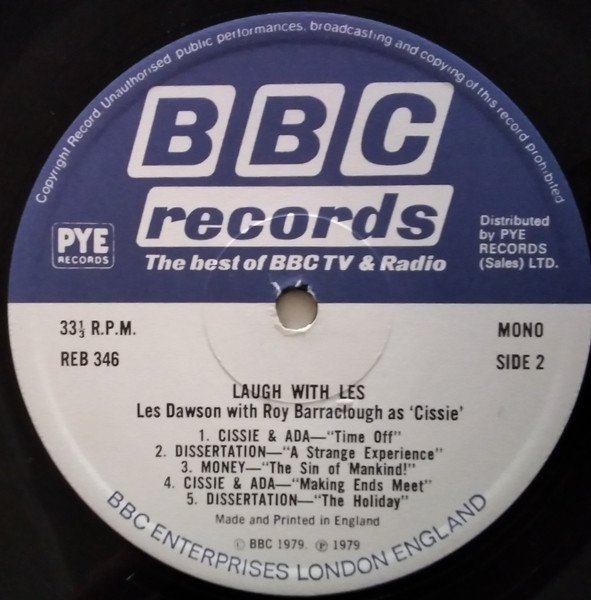 Copyright Record Unauthorised public performances, broadcasting and copying of this record prohibited
BBC
records
The best of BBC TV & Radio
PYE
RECORDS
Distributed
by PYE
RECORDS
(Sales) LTD.
33⅓ R.P.M.
REB 346
MONO
SIDE 2
LAUGH WITH LES
Les Dawson with Roy Barraclough as 'Cissie'
1. CISSIE & ADA—"Time Off"
2. DISSERTATION—"A Strange Experience"
3. MONEY—"The Sin of Mankind!"
4. CISSIE & ADA—"Making Ends Meet"
5. DISSERTATION—"The Holiday"
Made and Printed in England
© BBC 1979. ℗ 1979
BBC ENTERPRISES LONDON ENGLAND